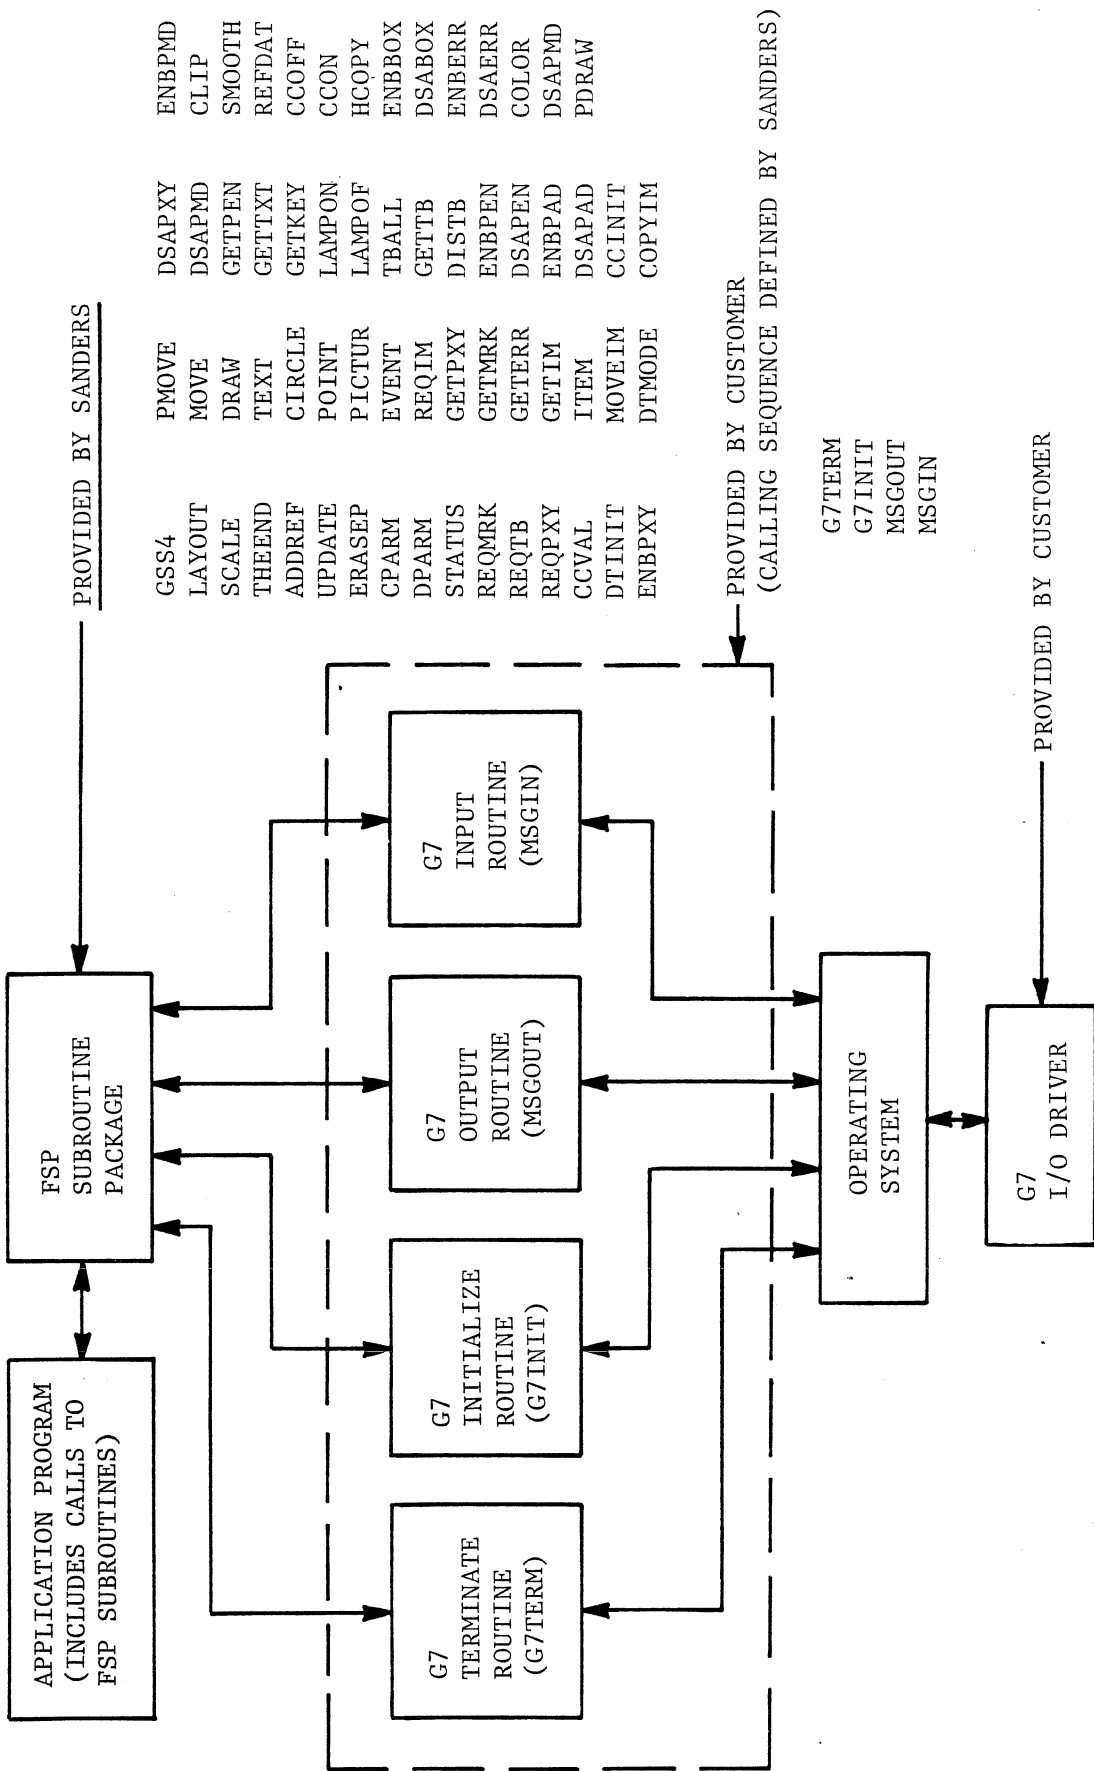 APPLICATION PROGRAM
(INCLUDES CALLS TO
FSP SUBROUTINES)
FSP
SUBROUTINE
PACKAGE
PROVIDED BY SANDERS
GSS4 PMOVE DSAPXY ENBPMD
LAYOUT MOVE DSAPMD CLIP
SCALE DRAW GETPEN SMOOTH
THEEND TEXT GETTXT REFDAT
ADDREF CIRCLE GETKEY CCOFF
UPDATE POINT LAMPON CCON
ERASEP PICTUR LAMPOF HCOPY
CPARM EVENT TBALL ENBBOX
DPARM REQIM GETTB DSABOX
STATUS GETPXY DISTB ENBERR
REQMRK GETMRK ENBPEN DSAERR
REQTB GETERR DSAPEN COLOR
REQPXY GETIM ENBPAD DSAPMD
CCVAL ITEM DSAPAD PDRAW
DTINIT MOVEIM CCINIT
ENBPXY DTMODE COPYIM
G7
TERMINATE
ROUTINE
(G7TERM)
G7
INITIALIZE
ROUTINE
(G7INIT)
G7
OUTPUT
ROUTINE
(MSGOUT)
G7
INPUT
ROUTINE
(MSGIN)
PROVIDED BY CUSTOMER
(CALLING SEQUENCE DEFINED BY SANDERS)
G7TERM
G7INIT
MSGOUT
MSGIN
OPERATING
SYSTEM
G7
I/O DRIVER
PROVIDED BY CUSTOMER